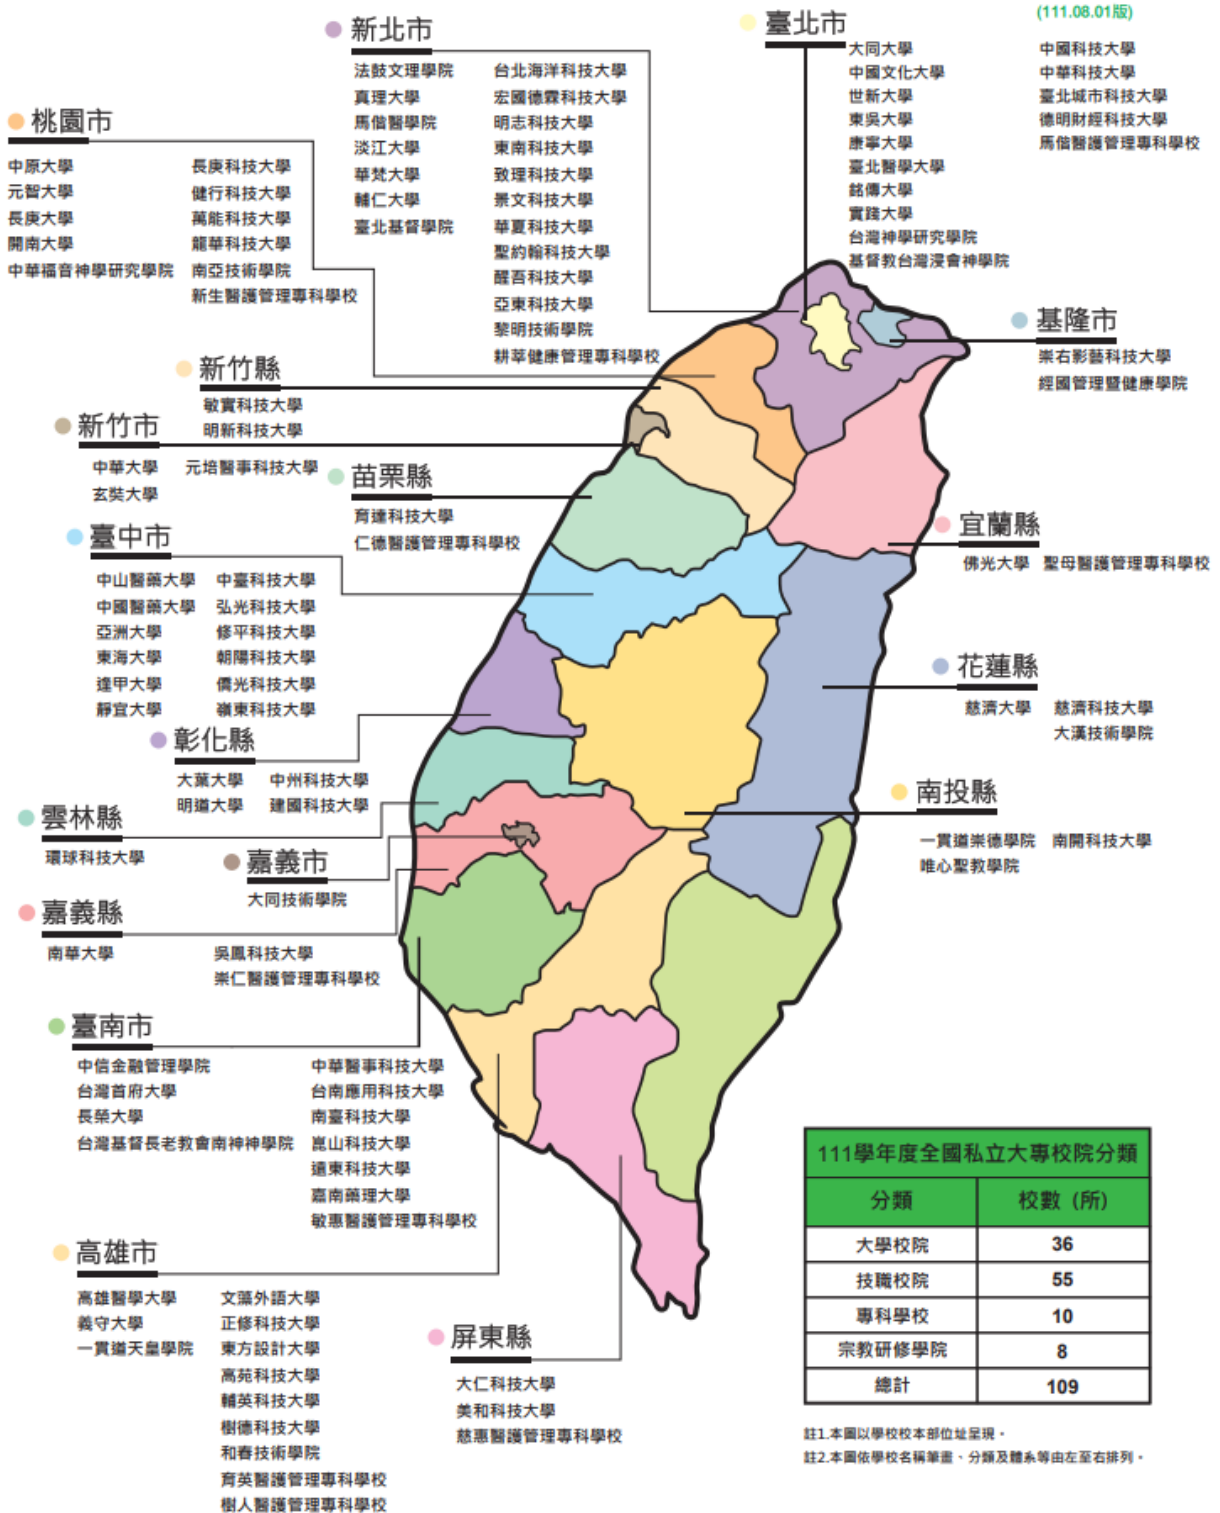 (111.08.01版)
新北市
法鼓文理學院 台北海洋科技大學
真理大學 宏國德霖科技大學
馬偕醫學院 明志科技大學
淡江大學 東南科技大學
華梵大學 致理科技大學
輔仁大學 景文科技大學
臺北基督學院 華夏科技大學
聖約翰科技大學
醒吾科技大學
亞東科技大學
黎明技術學院
耕莘健康管理專科學校
臺北市
大同大學 中國科技大學
中國文化大學 中華科技大學
世新大學 臺北城市科技大學
東吳大學 德明財經科技大學
康寧大學 馬偕醫護管理專科學校
臺北醫學大學
銘傳大學
實踐大學
台灣神學研究學院
基督教台灣浸會神學院
桃園市
中原大學 長庚科技大學
元智大學 健行科技大學
長庚大學 萬能科技大學
開南大學 龍華科技大學
中華福音神學研究學院 南亞技術學院
新生醫護管理專科學校
基隆市
崇右影藝科技大學
經國管理暨健康學院
新竹縣
敏實科技大學
明新科技大學
新竹市
中華大學 元培醫事科技大學
玄奘大學
苗栗縣
育達科技大學
仁德醫護管理專科學校
臺中市
中山醫藥大學 中臺科技大學
中國醫藥大學 弘光科技大學
亞洲大學 修平科技大學
東海大學 朝陽科技大學
逢甲大學 僑光科技大學
靜宜大學 嶺東科技大學
宜蘭縣
佛光大學 聖母醫護管理專科學校
花蓮縣
慈濟大學 慈濟科技大學
大漢技術學院
彰化縣
大葉大學 中州科技大學
明道大學 建國科技大學
南投縣
一貫道崇德學院 南開科技大學
唯心聖教學院
雲林縣
環球科技大學
嘉義市
大同技術學院
嘉義縣
南華大學 吳鳳科技大學
崇仁醫護管理專科學校
臺南市
中信金融管理學院 中華醫事科技大學
台灣首府大學 台南應用科技大學
長榮大學 南臺科技大學
台灣基督長老教會南神神學院 崑山科技大學
遠東科技大學
嘉南藥理大學
敏惠醫護管理專科學校
高雄市
高雄醫學大學 文藻外語大學
義守大學 正修科技大學
一貫道天皇學院 東方設計大學
高苑科技大學
輔英科技大學
樹德科技大學
和春技術學院
育英醫護管理專科學校
樹人醫護管理專科學校
屏東縣
大仁科技大學
美和科技大學
慈惠醫護管理專科學校
111學年度全國私立大專校院分類
分類 校數（所）
大學校院 36
技職校院 55
專科學校 10
宗教研修學院 8
總計 109
註1.本圖以學校校本部位址呈現。
註2.本圖依學校名稱筆畫、分類及體系等由左至右排列。